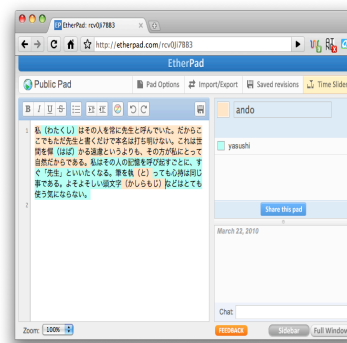 EtherPad: rcv0Ji7BB3
http://etherpad.com/rcv0Ji7BB3
EtherPad
Public Pad
Pad Options
Import/Export
Saved revisions
Time Slider
B I U S
ando
yasushi
1
私（わたくし）はその人を常に先生と呼んでいた。だからこ
こでもただ先生と書くだけで本名は打ち明けない。これは世
間を憚（はば）かる遠慮というよりも、その方が私にとって
自然だからである。私はその人の記憶を呼び起すごとに、す
ぐ「先生」といいたくなる。筆を執（と）っても心持は同じ
事である。よそよそしい頭文字（かしらもじ）などはとても
使う気にならない。
2
Share this pad
March 22, 2010
Chat:
Zoom: 100%
FEEDBACK
Sidebar
Full Window